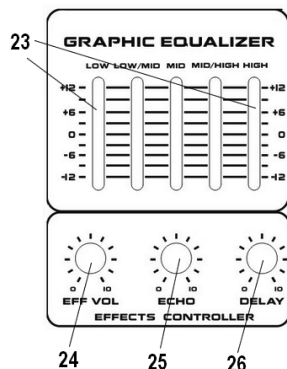 23
GRAPHIC EQUALIZER
LOW LOW/MID MID MID/HIGH HIGH
+12 +12
+6 +6
0 0
-6 -6
-12 -12
0 10 0 10 0 10
EFF VOL ECHO DELAY
EFFECTS CONTROLLER
24 25 26